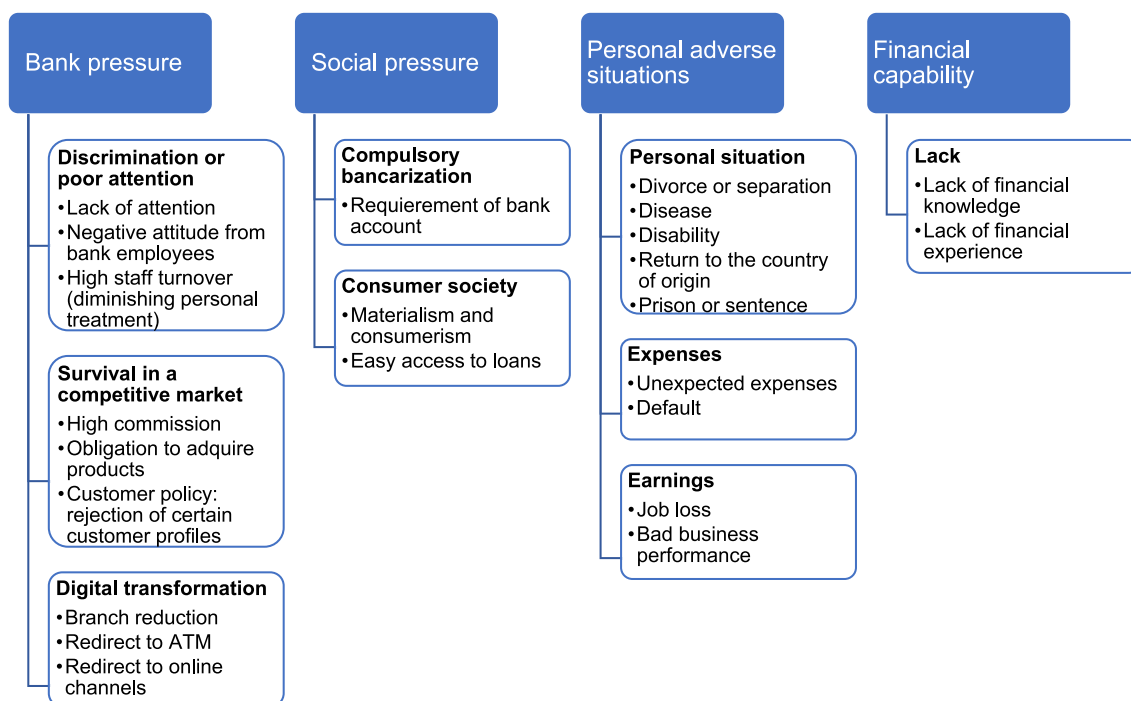 Bank pressure
Discrimination or
poor attention
•Lack of attention
•Negative attitude from
bank employees
•High staff turnover
(diminishing personal
treatment)
Survival in a
competitive market
•High commission
•Obligation to adquire
products
•Customer policy:
rejection of certain
customer profiles
Digital transformation
•Branch reduction
•Redirect to ATM
•Redirect to online
channels
Social pressure
Compulsory
bancarization
•Requierement of bank
account
Consumer society
•Materialism and
consumerism
•Easy access to loans
Personal adverse
situations
Personal situation
•Divorce or separation
•Disease
•Disability
•Return to the country
of origin
•Prison or sentence
Expenses
•Unexpected expenses
•Default
Earnings
•Job loss
•Bad business
performance
Financial
capability
Lack
•Lack of financial
knowledge
•Lack of financial
experience